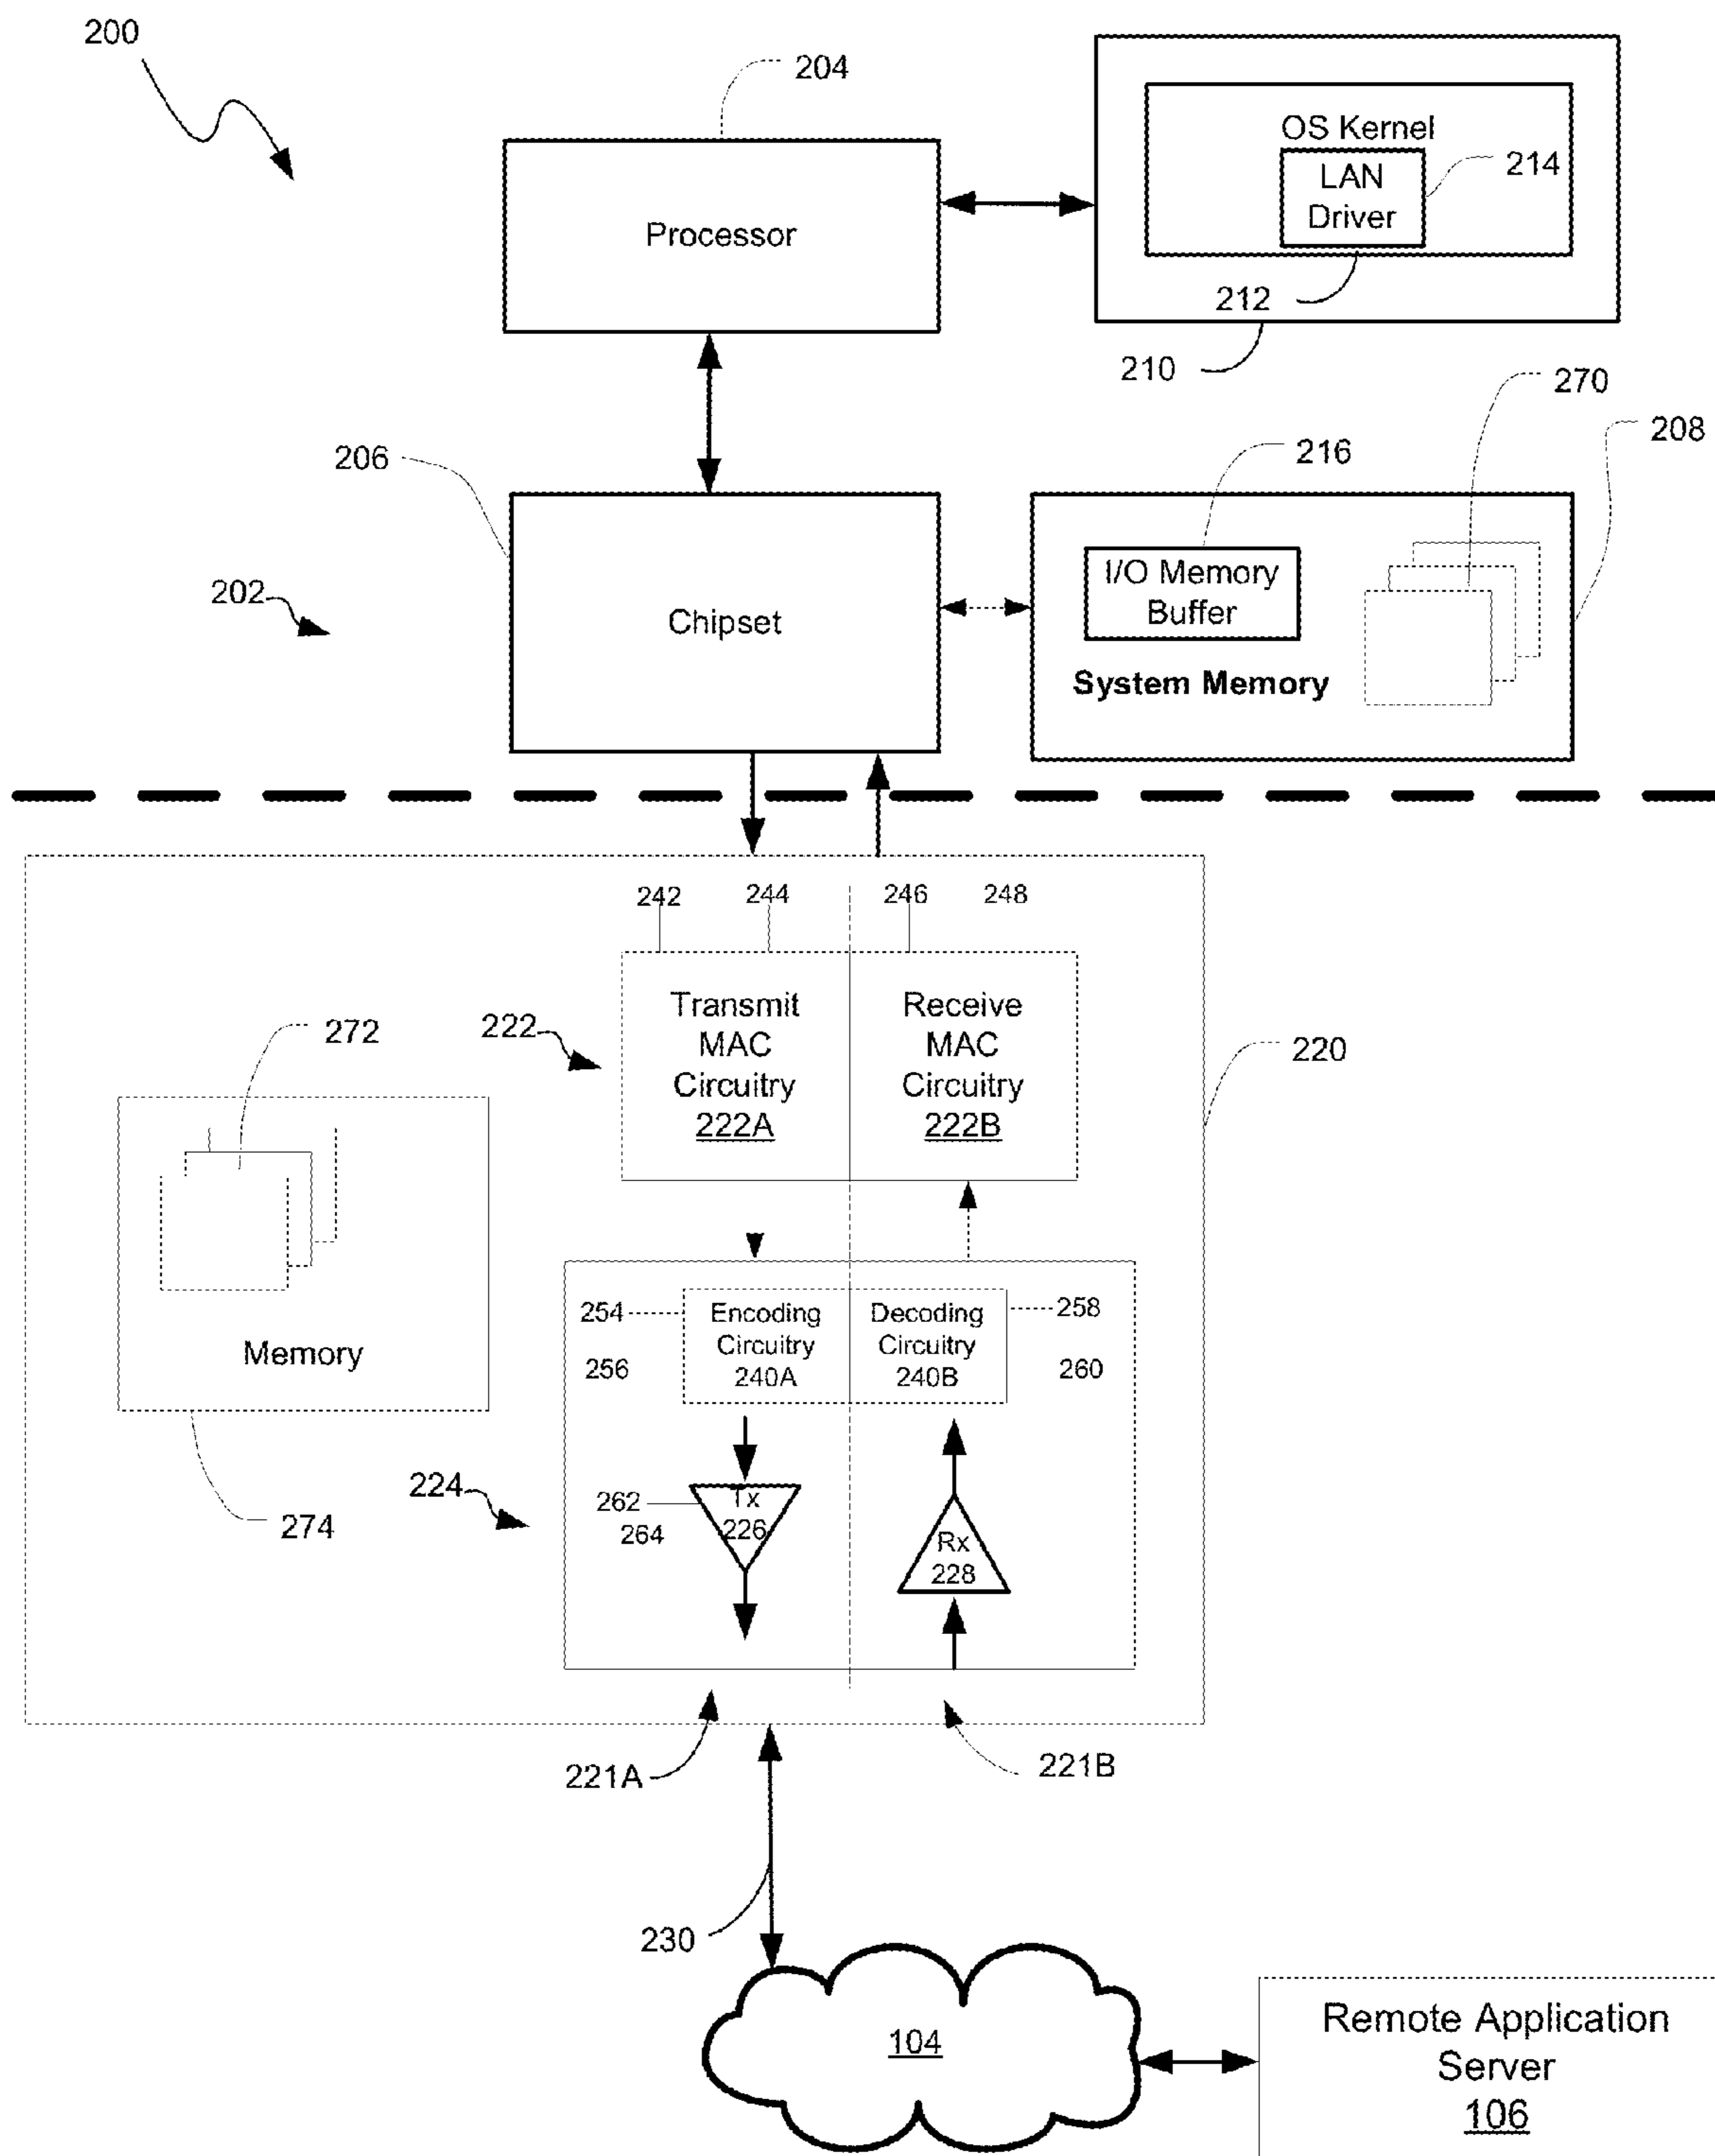 200
204
OS Kernel
LAN
Driver
214
Processor
212
210
270
208
206
216
I/O Memory
Buffer
202
Chipset
System Memory
242
244
246
248
Transmit
MAC
Circuitry
222A
Receive
MAC
Circuitry
222B
272
222
220
254
Encoding
Circuitry
240A
Decoding
Circuitry
240B
258
256
260
Memory
224
262
264
Tx
226
Rx
228
274
221A
221B
230
104
Remote Application
Server
106